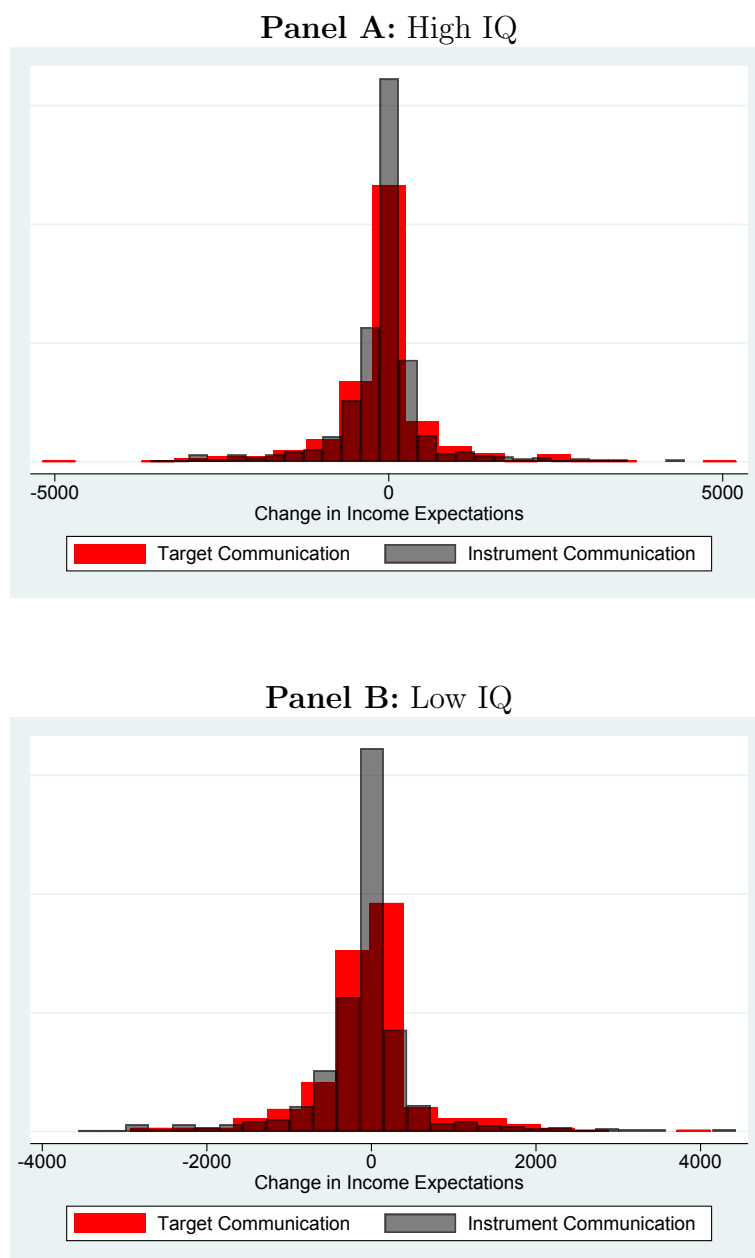 Panel A: High IQ
-5000 0 5000
Change in Income Expectations
Target Communication Instrument Communication
Panel B: Low IQ
-4000 -2000 0 2000 4000
Change in Income Expectations
Target Communication Instrument Communication